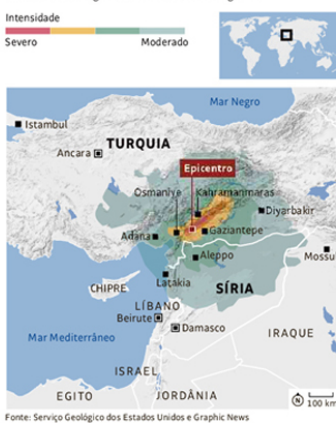 Intensidade
Severo Moderado
Mar Negro
Istambul
TURQUIA
Ancara
Epicentro
Osmaniye Kahramanmaras
Diyarbakir
Adana Gaziantepe
Aleppo Mossu
CHIPRE Latakia SÍRIA
LÍBANO
Beirute
Damasco IRAQUE
Mar Mediterrâneo
ISRAEL
EGITO JORDÂNIA
N 100 km
Fonte: Serviço Geológico dos Estados Unidos e Graphic News